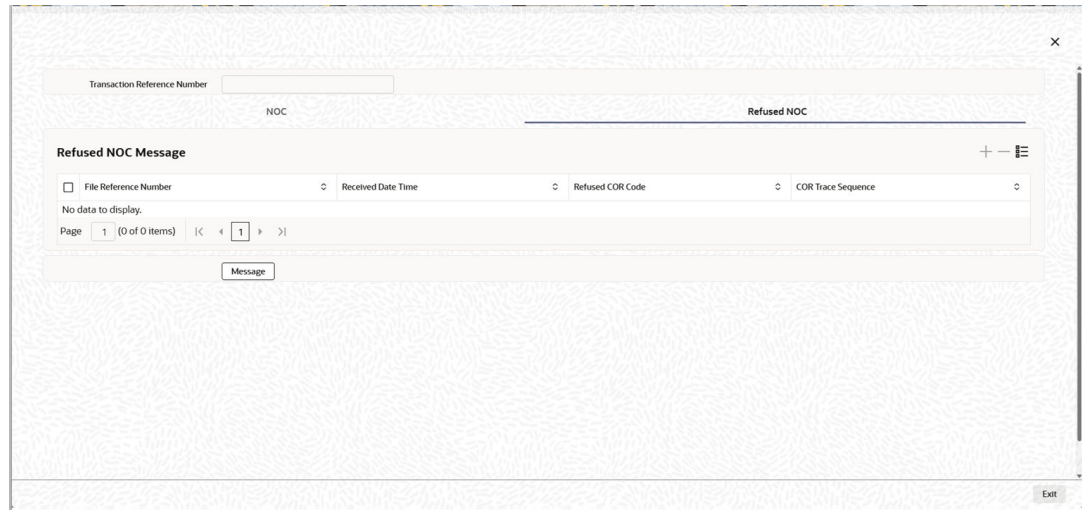 Transaction Reference Number
NOC
Refused NOC
Refused NOC Message
File Reference Number
Received Date Time
Refused COR Code
COR Trace Sequence
No data to display.
Page 1 (0 of 0 items) 1
Message
Exit